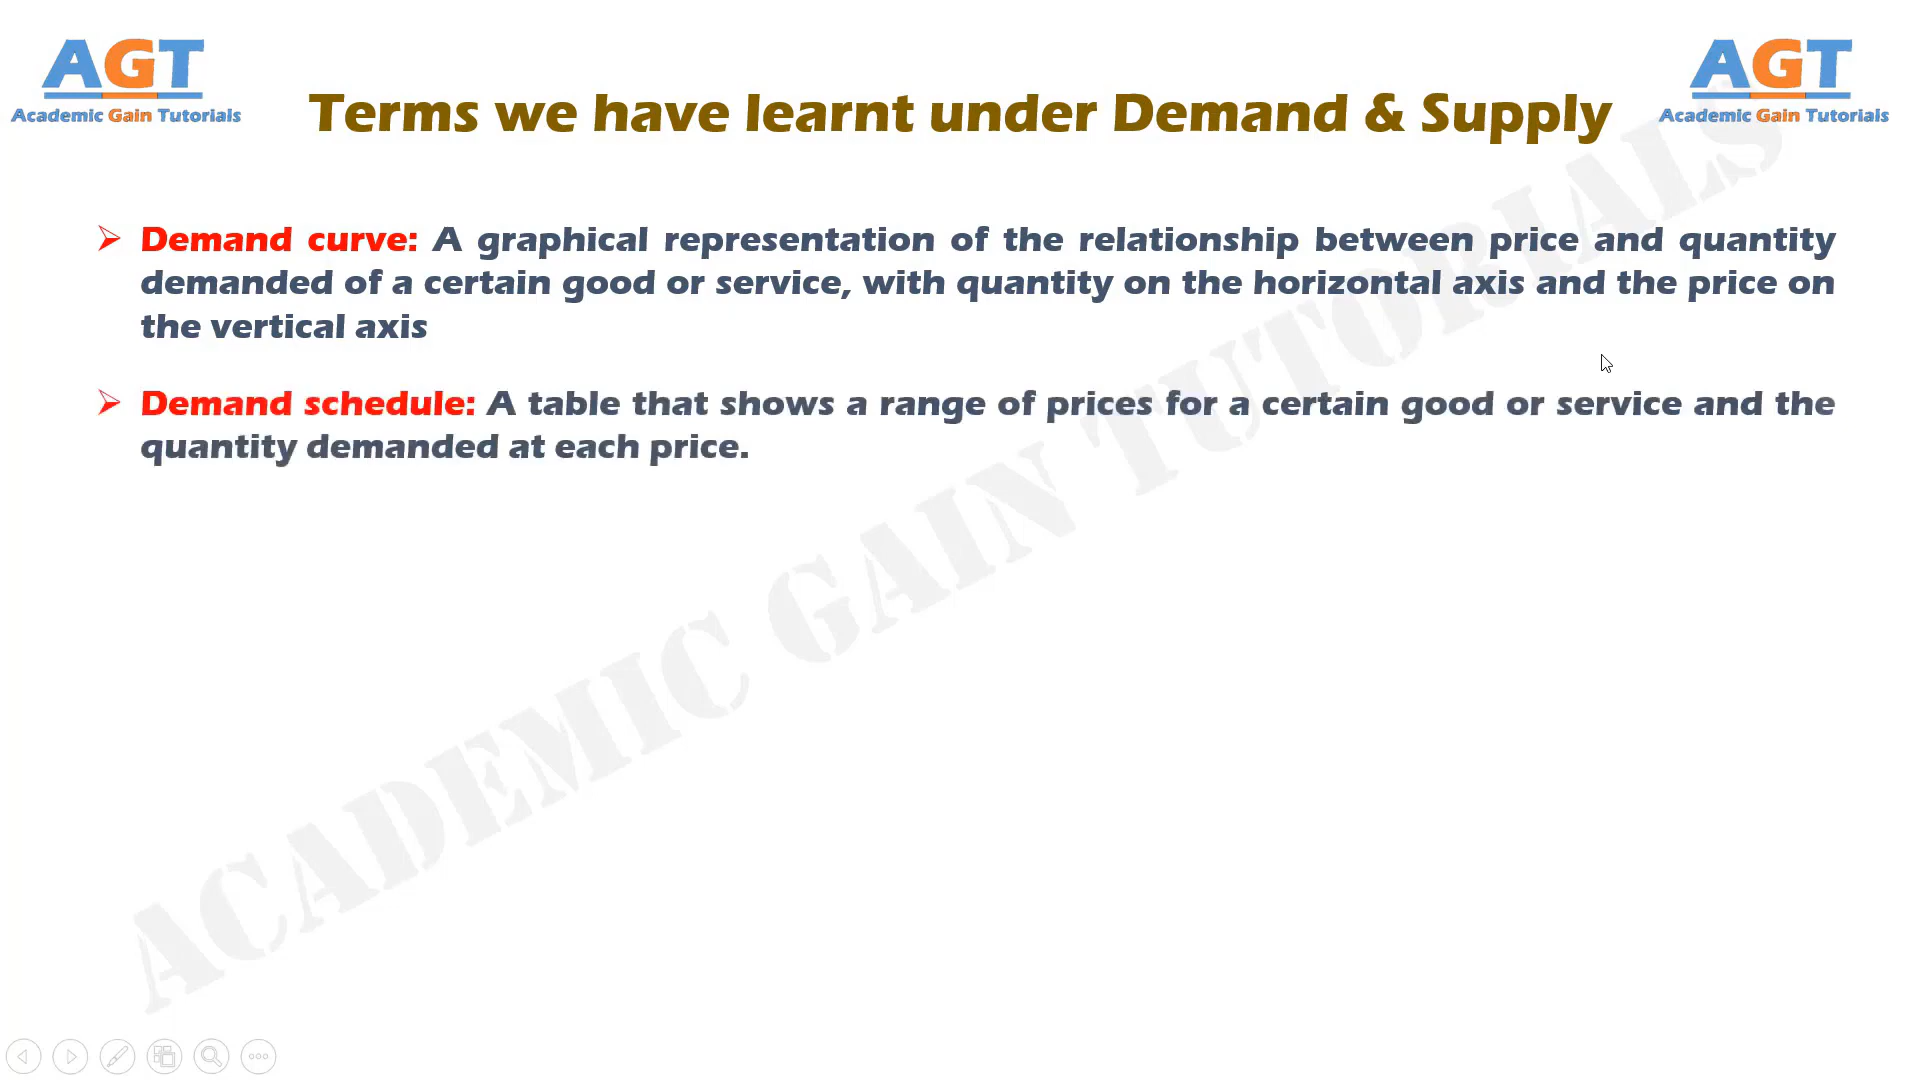 AGT
Academic Gain Tutorials
AGT
Academic Gain Tutorials
Terms we have learnt under Demand & Supply
Demand curve: A graphical representation of the relationship between price and quantity
demanded of a certain good or service, with quantity on the horizontal axis and the price on
the vertical axis
Demand schedule: A table that shows a range of prices for a certain good or service and the
quantity demanded at each price.
ACADEMIC GAIN TUTORIALS